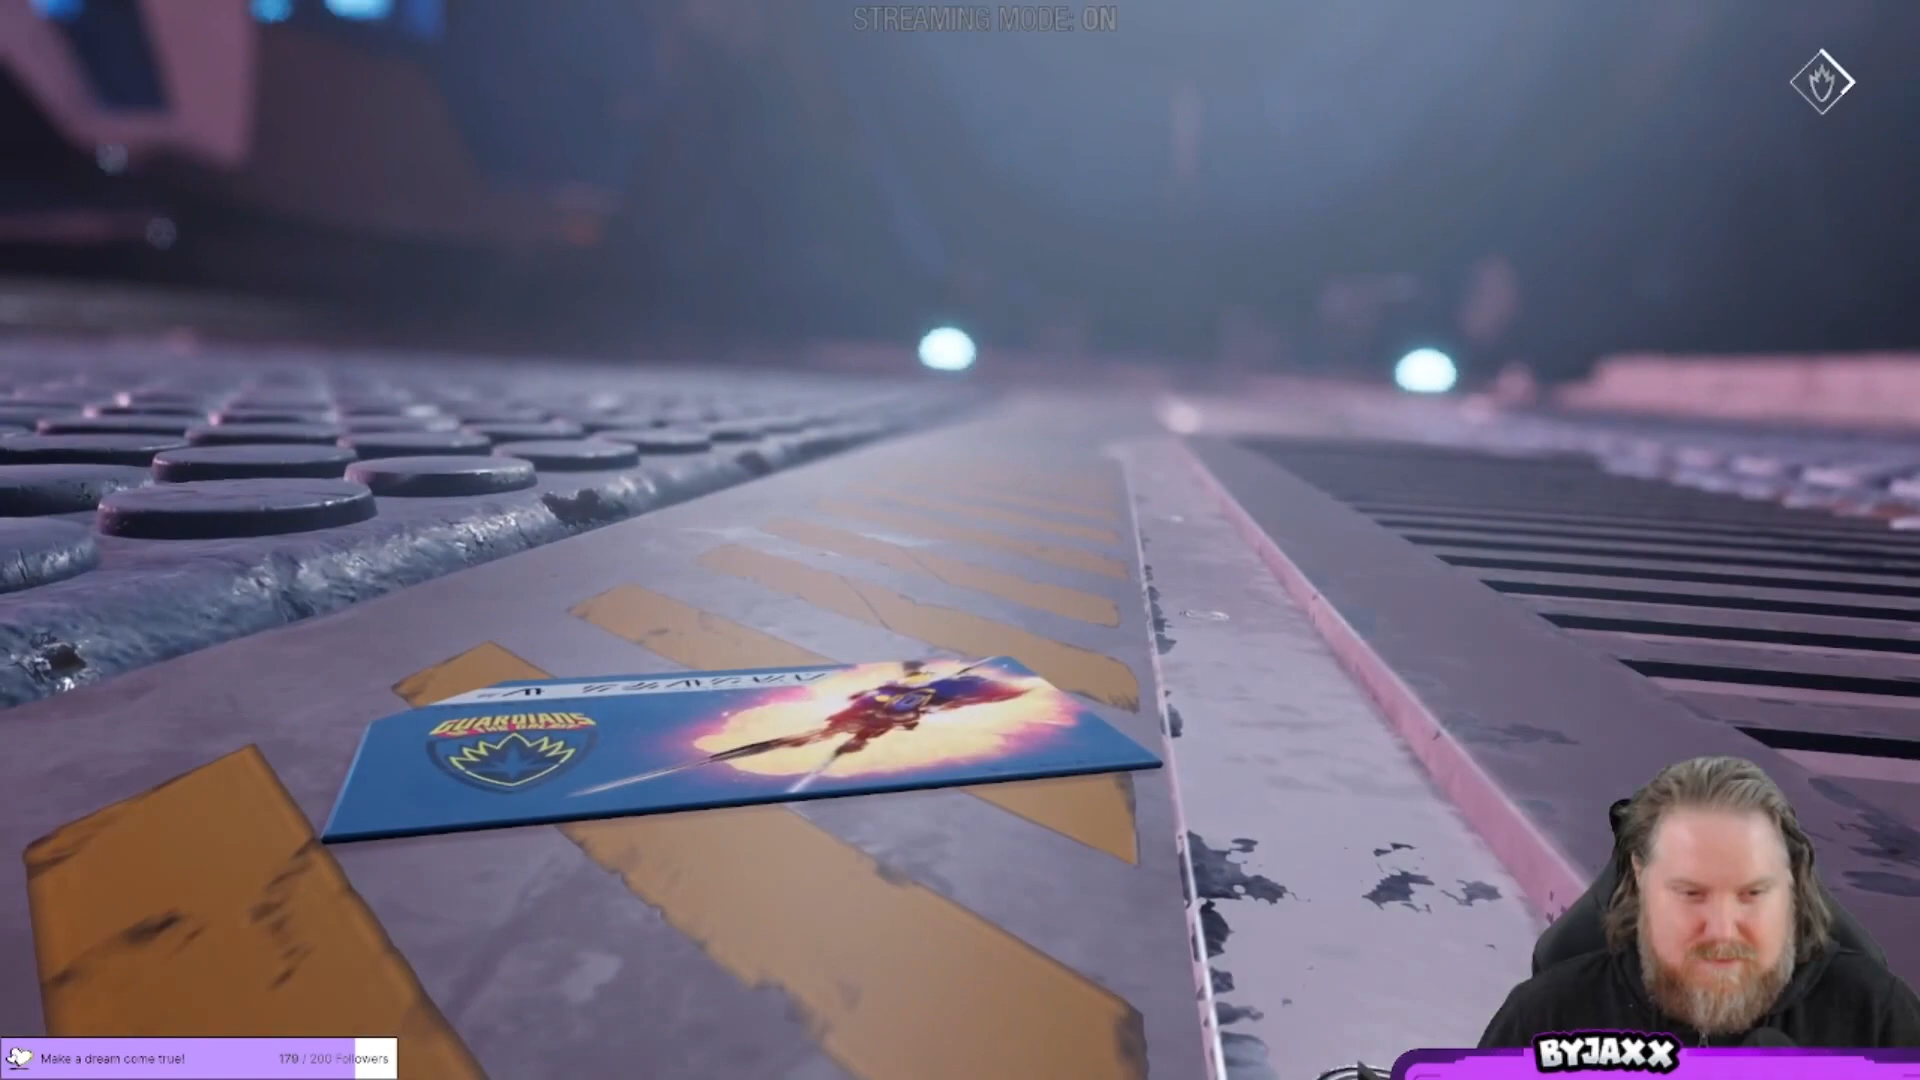 STREAMING MODE: ON
GUARDIANS
Make a dream come true!
179 / 200 Followers
BYJAXX